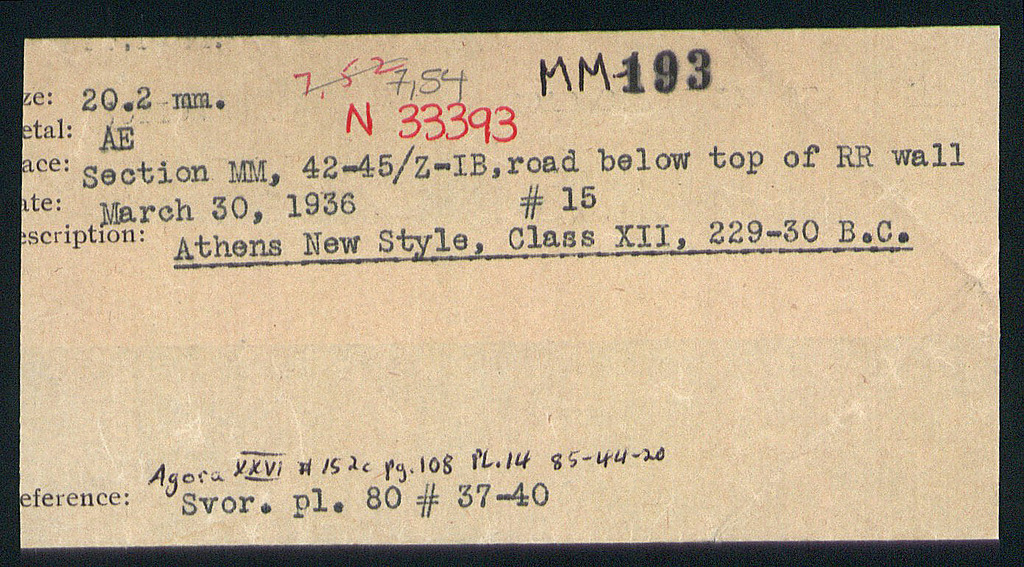 7,52 7,54 MM-193
ze: 20.2 mm.
N 33393
etal: AE
ace: Section MM, 42-45/Z-IB, road below top of RR wall
ate: March 30, 1936 # 15
escription: Athens New Style, Class XII, 229-30 B.C.
Agora XXVI # 152c pg. 108 PL. 14 85-44-20
eference: Svor. pl. 80 # 37-40